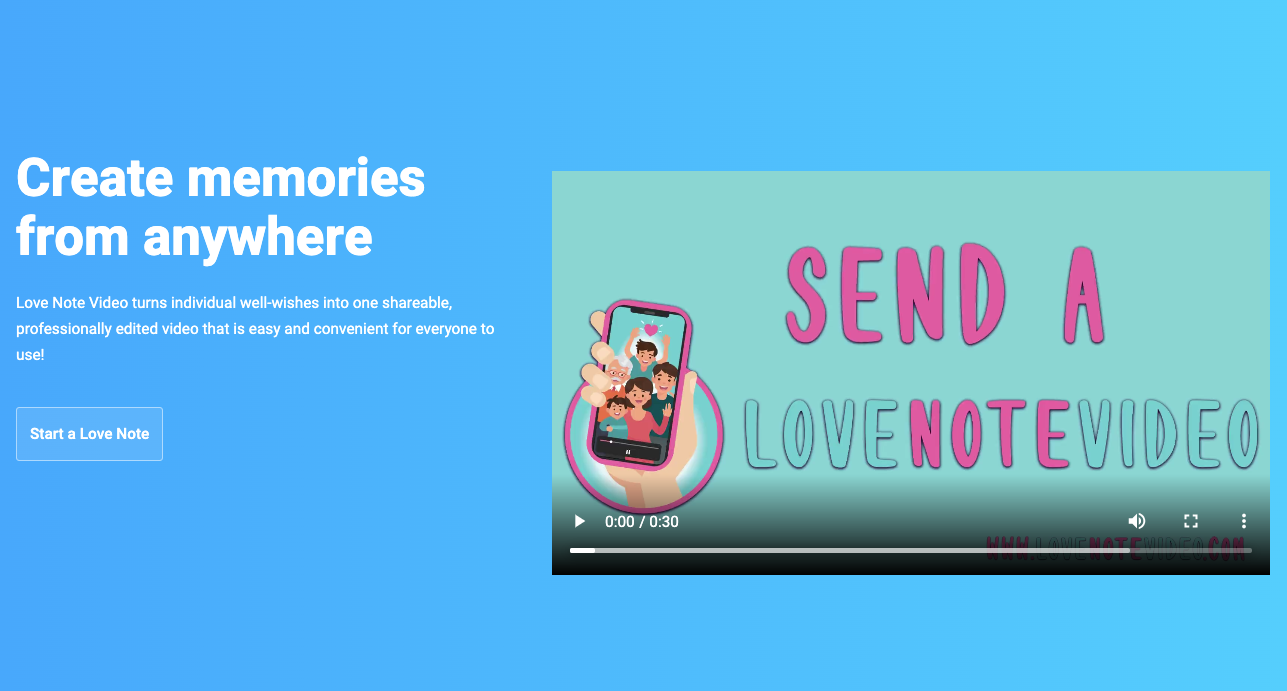 Create memories
from anywhere
Love Note Video turns individual well-wishes into one shareable,
professionally edited video that is easy and convenient for everyone to
use!
Start a Love Note
SEND A
LOVENOTEVIDEO
0:00 / 0:30
WWW.LOVENOTEVIDEO.COM